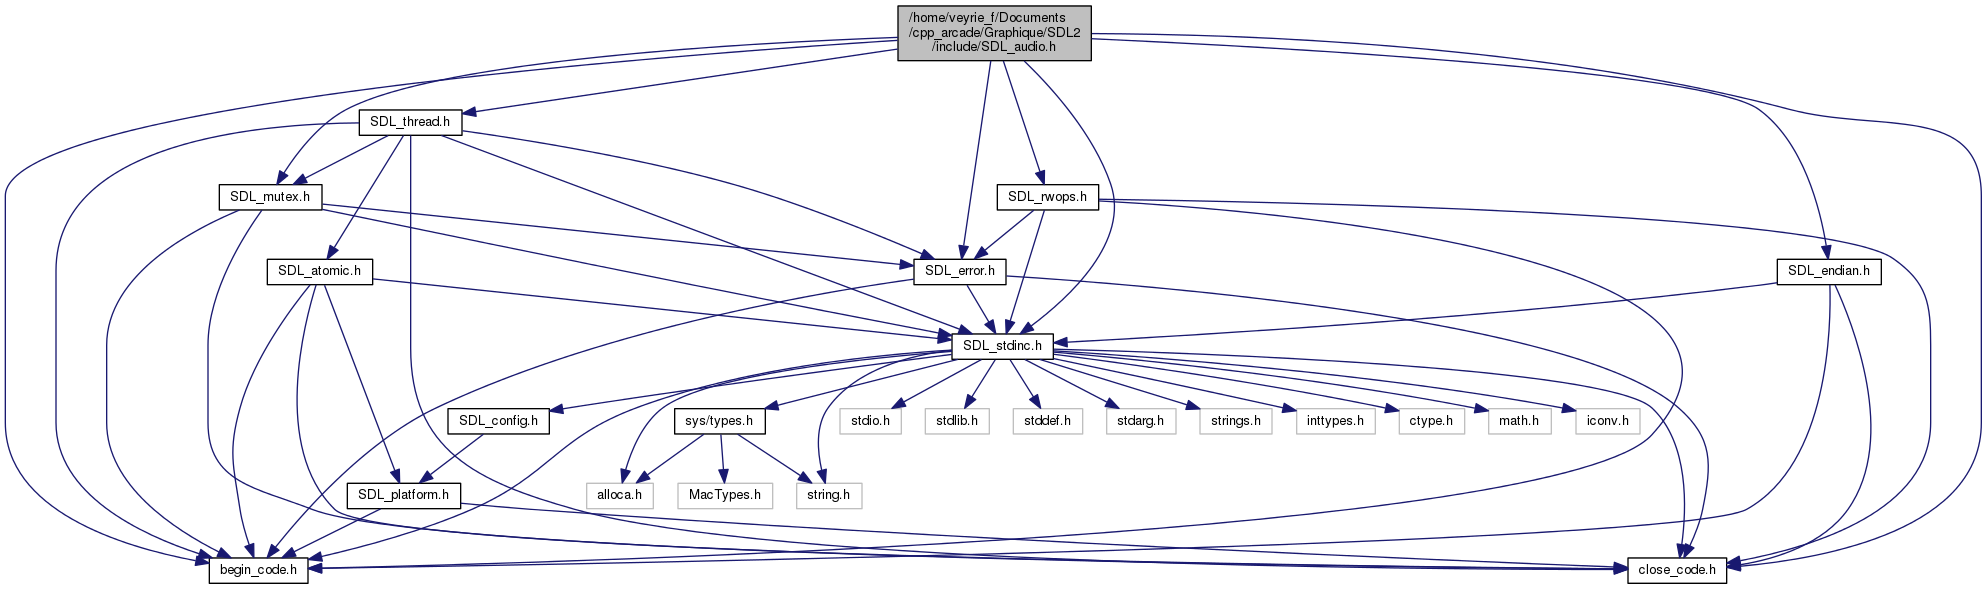 /home/veyrie_f/Documents
/cpp_arcade/Graphique/SDL2
/include/SDL_audio.h
SDL_thread.h
SDL_mutex.h
SDL_rwops.h
SDL_atomic.h
SDL_error.h
SDL_endian.h
SDL_stdinc.h
SDL_config.h
sys/types.h
stdio.h
stdlib.h
stddef.h
stdarg.h
strings.h
inttypes.h
ctype.h
math.h
iconv.h
SDL_platform.h
alloca.h
MacTypes.h
string.h
begin_code.h
close_code.h